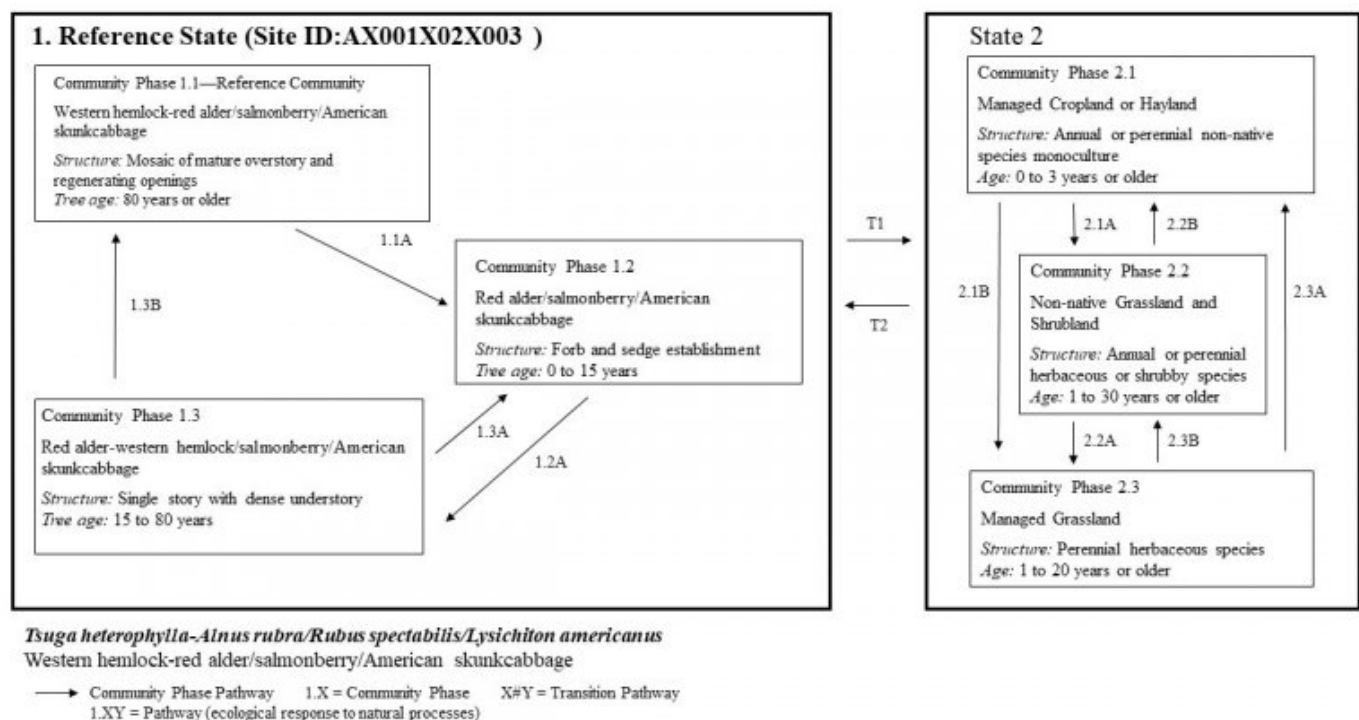 1. Reference State (Site ID:AX001X02X003 )
Community Phase 1.1—Reference Community
Western hemlock-red alder/salmonberry/American
skunkcabbage
Structure: Mosaic of mature overstory and
regenerating openings
Tree age: 80 years or older
1.1A
1.3B
Community Phase 1.2
Red alder/salmonberry/American
skunkcabbage
Structure: Forb and sedge establishment
Tree age: 0 to 15 years
Community Phase 1.3
Red alder-western hemlock/salmonberry/American
skunkcabbage
Structure: Single story with dense understory
Tree age: 15 to 80 years
1.3A
1.2A
T1
T2
State 2
Community Phase 2.1
Managed Cropland or Hayland
Structure: Annual or perennial non-native
species monoculture
Age: 0 to 3 years or older
2.1A
2.2B
2.1B
2.3A
Community Phase 2.2
Non-native Grassland and
Shrubland
Structure: Annual or perennial
herbaceous or shrubby species
Age: 1 to 30 years or older
2.2A
2.3B
Community Phase 2.3
Managed Grassland
Structure: Perennial herbaceous species
Age: 1 to 20 years or older
Tsuga heterophylla-Alnus rubra/Rubus spectabilis/Lysichiton americanus
Western hemlock-red alder/salmonberry/American skunkcabbage
Community Phase Pathway 1.X = Community Phase X#Y = Transition Pathway
1.XY = Pathway (ecological response to natural processes)